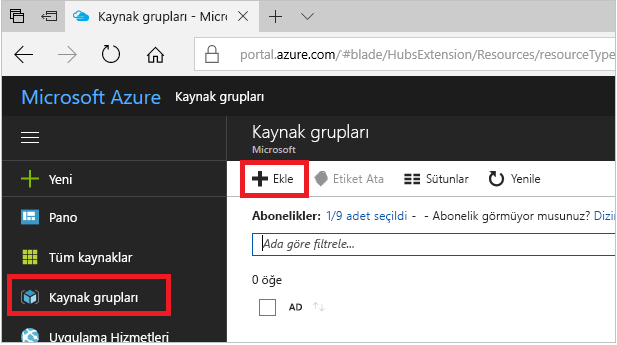 Kaynak grupları - Micro
portal.azure.com/#blade/HubsExtension/Resources/resourceType
Microsoft Azure Kaynak grupları
Kaynak grupları
Microsoft
Yeni
Pano
Tüm kaynaklar
Kaynak grupları
Uygulama Hizmetleri
Ekle Etiket Ata Sütunlar Yenile
Abonelikler: 1/9 adet seçildi - - Abonelik görmüyor musunuz? Dizin
Ada göre filtrele...
0 öğe
AD